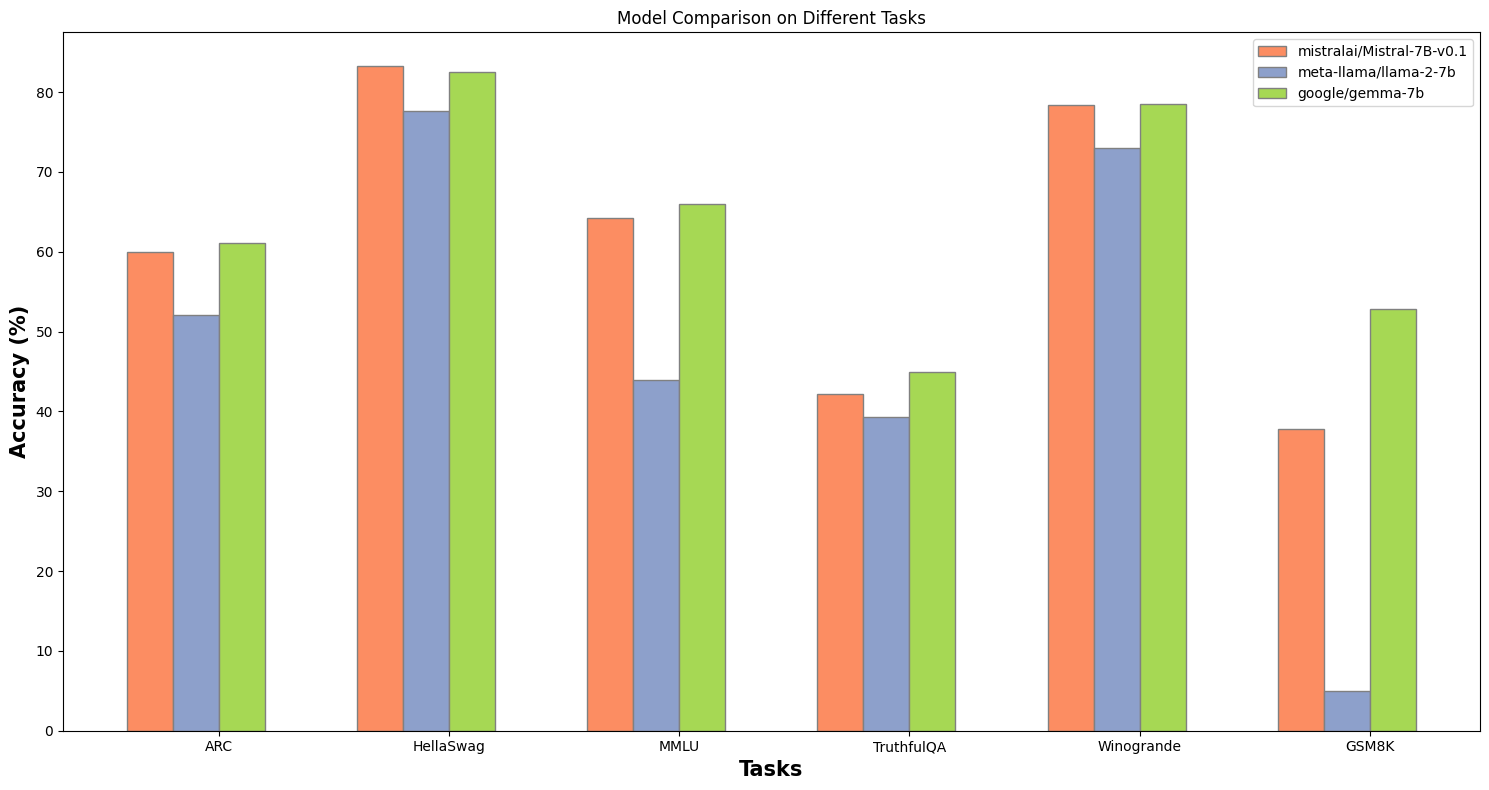 Model Comparison on Different Tasks
mistralai/Mistral-7B-v0.1
meta-llama/llama-2-7b
google/gemma-7b
Accuracy (%)
80
70
60
50
40
30
20
10
0
ARC
HellaSwag
MMLU
TruthfulQA
Winogrande
GSM8K
Tasks